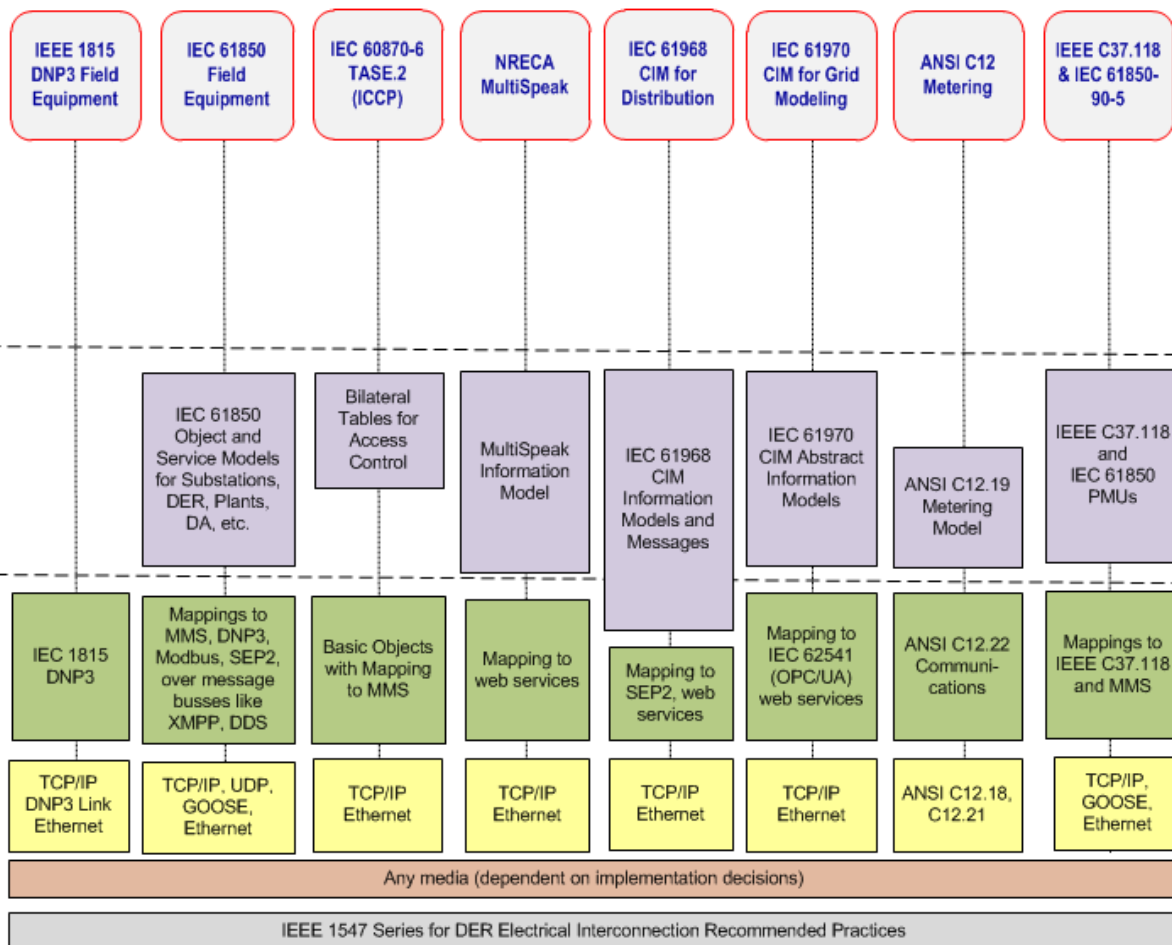 IEEE 1815
DNP3 Field
Equipment
IEC 61850
Field
Equipment
IEC 60870-6
TASE.2
(ICCP)
NRECA
MultiSpeak
IEC 61968
CIM for
Distribution
IEC 61970
CIM for Grid
Modeling
ANSI C12
Metering
IEEE C37.118
& IEC 61850-
90-5
IEC 61850
Object and
Service Models
for Substations,
DER, Plants,
DA, etc.
Bilateral
Tables for
Access
Control
MultiSpeak
Information
Model
IEC 61968
CIM
Information
Models and
Messages
IEC 61970
CIM Abstract
Information
Models
ANSI C12.19
Metering
Model
IEEE C37.118
and
IEC 61850
PMUs
IEC 1815
DNP3
Mappings to
MMS, DNP3,
Modbus, SEP2,
over message
busses like
XMPP, DDS
Basic Objects
with Mapping
to MMS
Mapping to
web services
Mapping to
SEP2, web
services
Mapping to
IEC 62541
(OPC/UA)
web services
ANSI C12.22
Communi-
cations
Mappings to
IEEE C37.118
and MMS
TCP/IP
DNP3 Link
Ethernet
TCP/IP, UDP,
GOOSE,
Ethernet
TCP/IP
Ethernet
TCP/IP
Ethernet
TCP/IP
Ethernet
TCP/IP
Ethernet
ANSI C12.18,
C12.21
TCP/IP,
GOOSE,
Ethernet
Any media (dependent on implementation decisions)
IEEE 1547 Series for DER Electrical Interconnection Recommended Practices